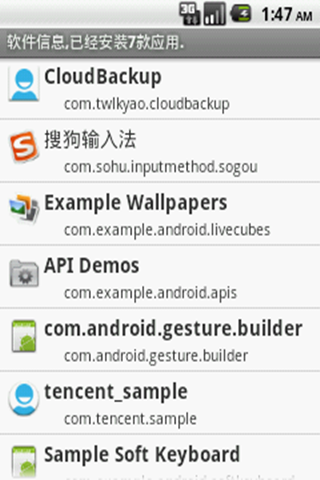 3G 1:47 AM
软件信息,已经安装7款应用.
CloudBackup
com.twlkyao.cloudbackup
搜狗输入法
com.sohu.inputmethod.sogou
Example Wallpapers
com.example.android.livecubes
API Demos
com.example.android.apis
com.android.gesture.builder
com.android.gesture.builder
tencent_sample
com.tencent.sample
Sample Soft Keyboard